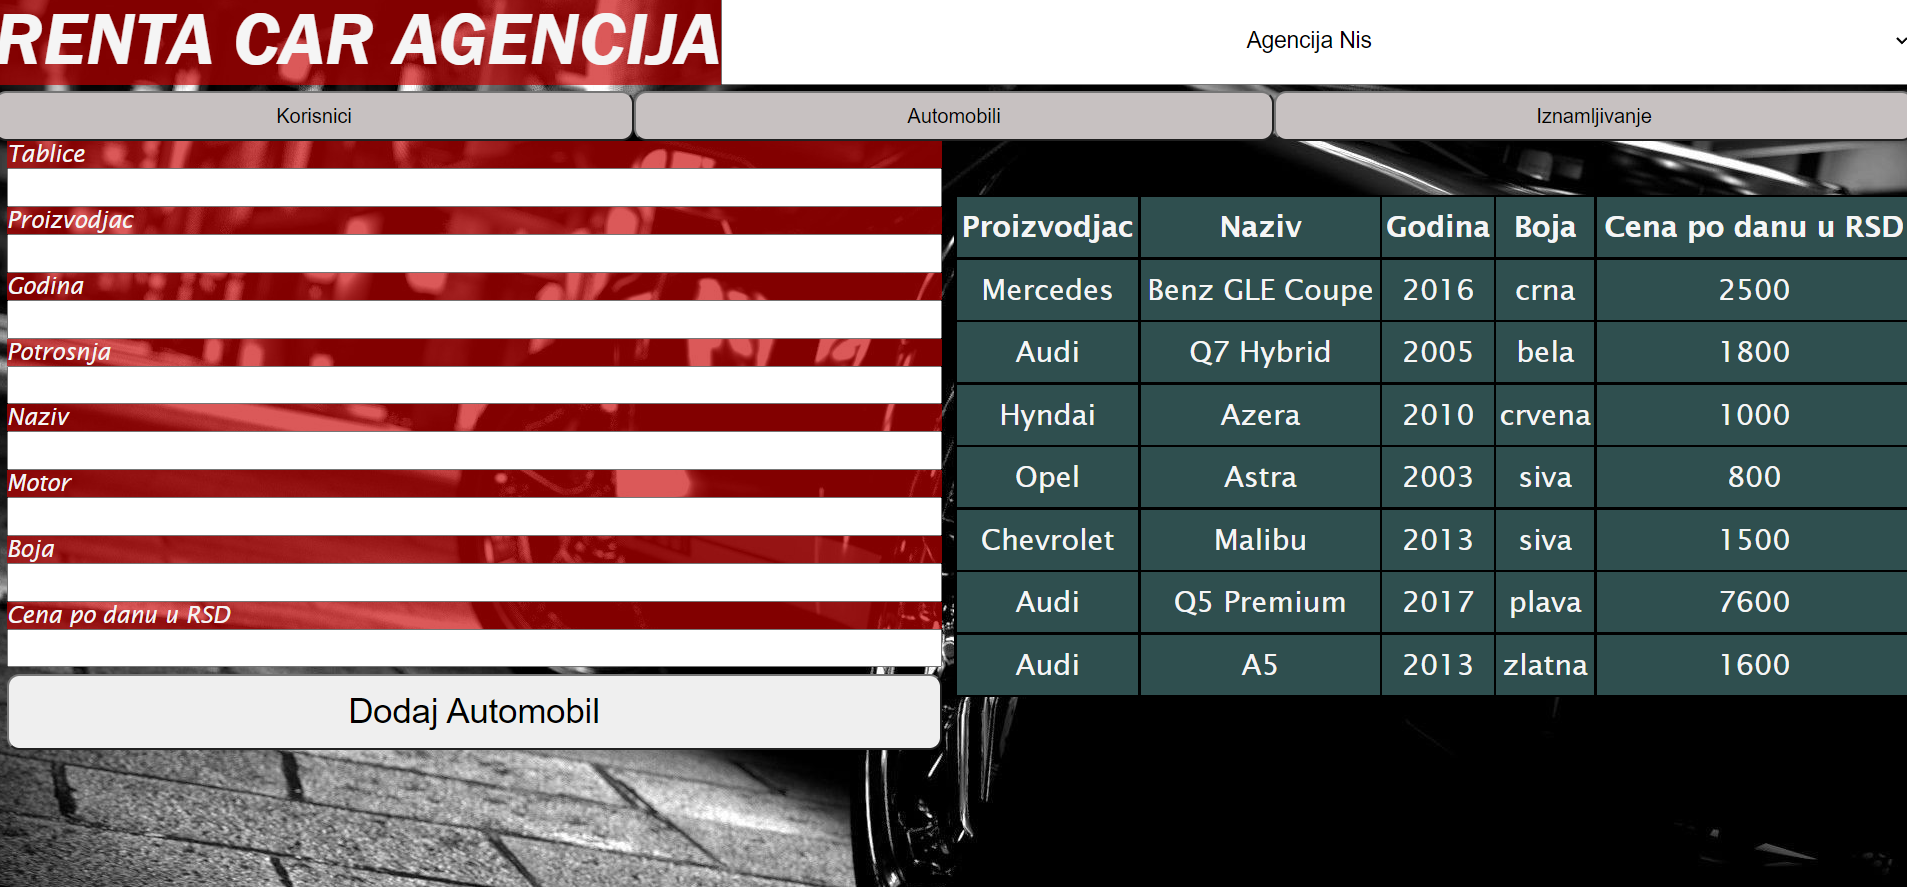 RENTA CAR AGENCIJA
Agencija Nis
Korisnici
Automobili
Iznamljivanje
Tablice
Proizvodjac
Godina
Potrosnja
Naziv
Motor
Boja
Cena po danu u RSD
Dodaj Automobil
Proizvodjac Naziv Godina Boja Cena po danu u RSD
Mercedes Benz GLE Coupe 2016 crna 2500
Audi Q7 Hybrid 2005 bela 1800
Hyndai Azera 2010 crvena 1000
Opel Astra 2003 siva 800
Chevrolet Malibu 2013 siva 1500
Audi Q5 Premium 2017 plava 7600
Audi A5 2013 zlatna 1600